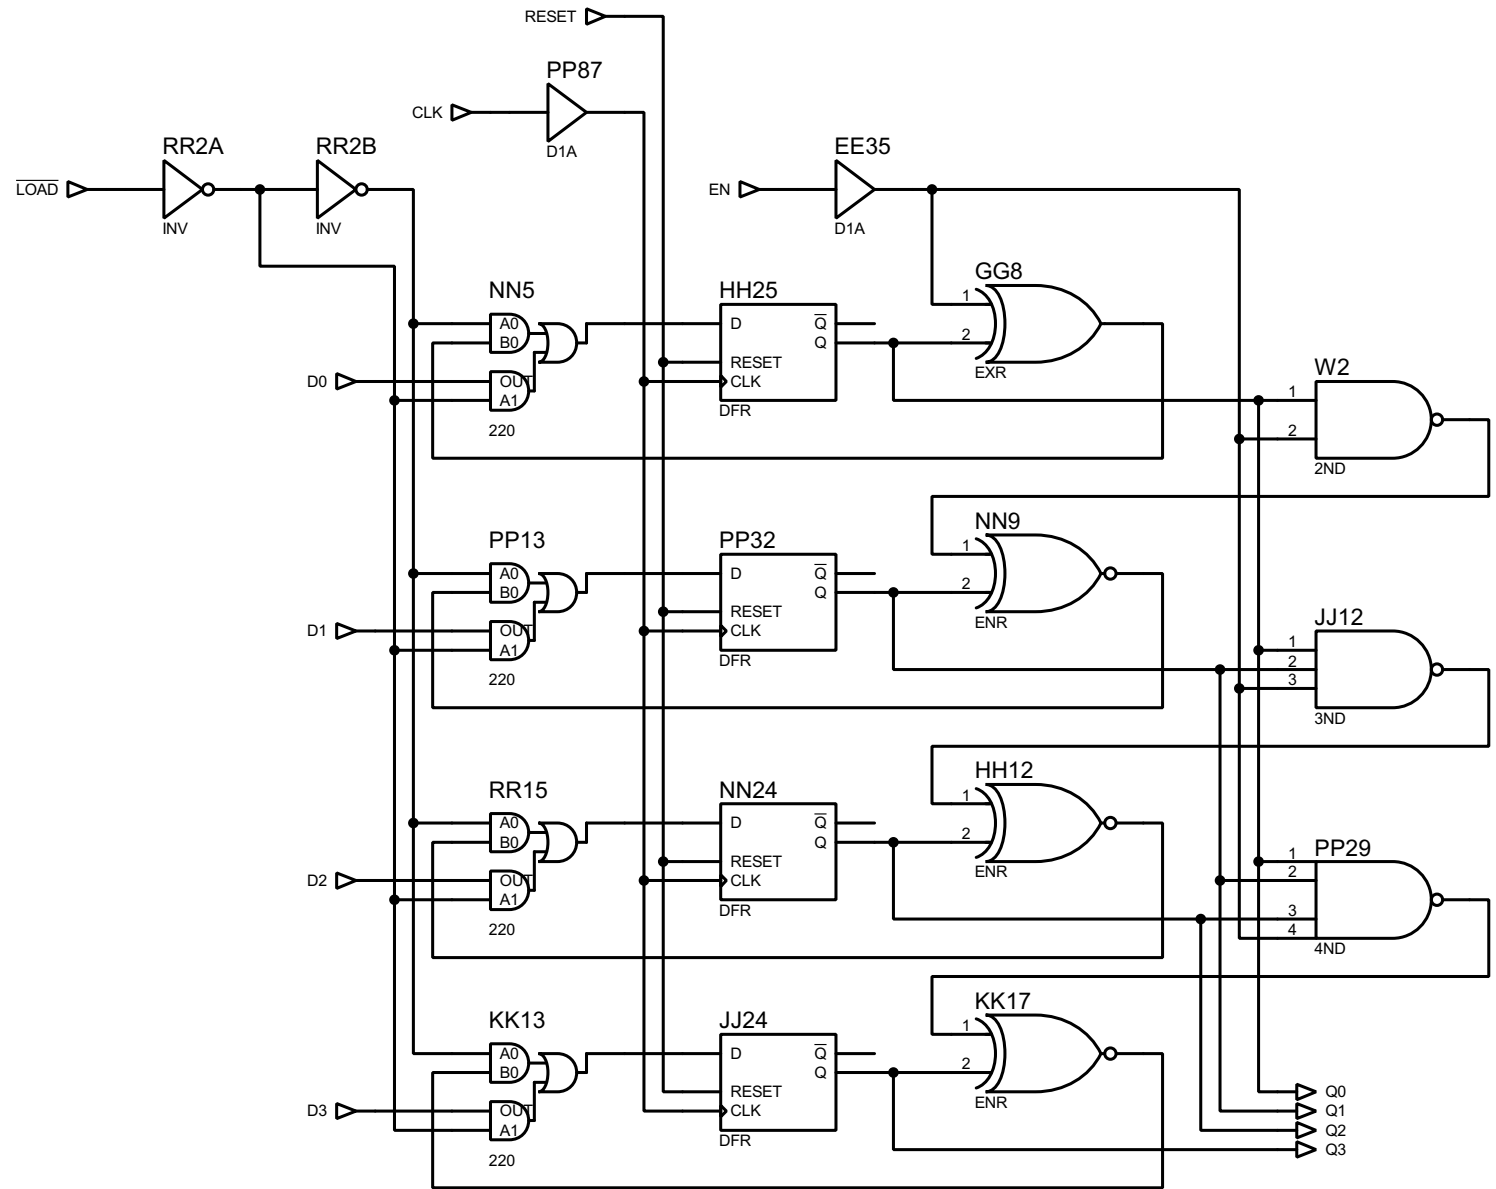 RESET
PP87
CLK
D1A
RR2A
RR2B
EE35
LOAD
EN
INV
INV
D1A
GG8
NN5
HH25
1
A0
B0
D
Q
Q
2
RESET
EXR
D0
OUT
A1
CLK
DFR
220
W2
1
2
2ND
NN9
PP13
PP32
1
A0
B0
D
Q
Q
2
RESET
ENR
D1
OUT
A1
CLK
DFR
220
JJ12
1
2
3
3ND
HH12
RR15
NN24
1
A0
B0
D
Q
Q
2
RESET
ENR
D2
OUT
A1
CLK
DFR
220
PP29
1
2
3
4
4ND
KK17
KK13
JJ24
1
A0
B0
D
Q
Q
2
RESET
ENR
D3
OUT
A1
CLK
DFR
220
Q0
Q1
Q2
Q3